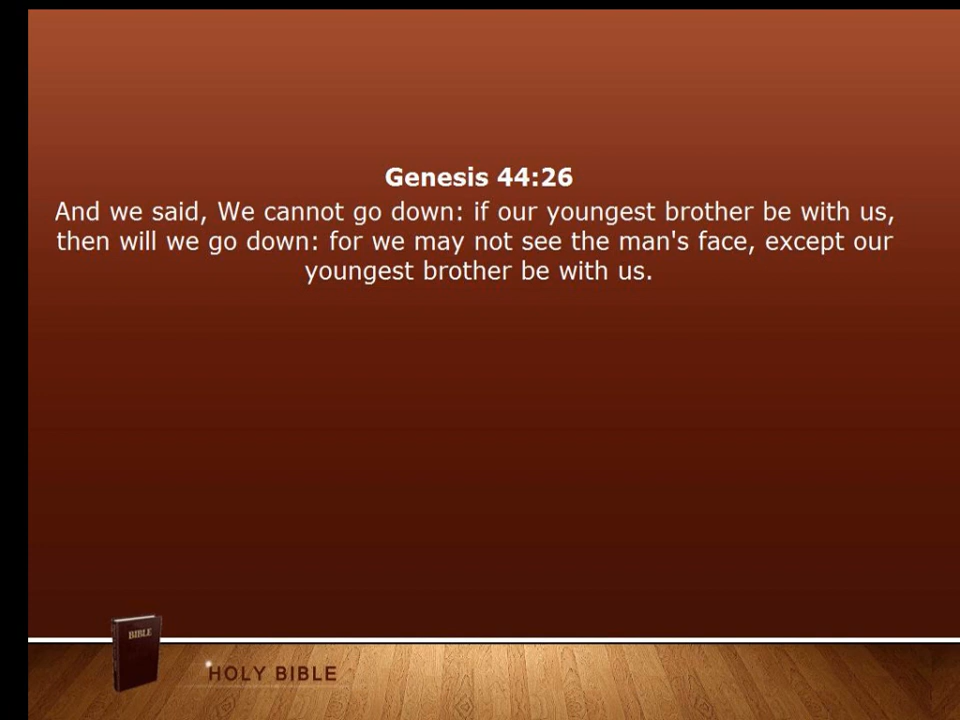 Genesis 44:26
And we said, We cannot go down: if our youngest brother be with us,
then will we go down: for we may not see the man's face, except our
youngest brother be with us.
BIBLE
HOLY BIBLE